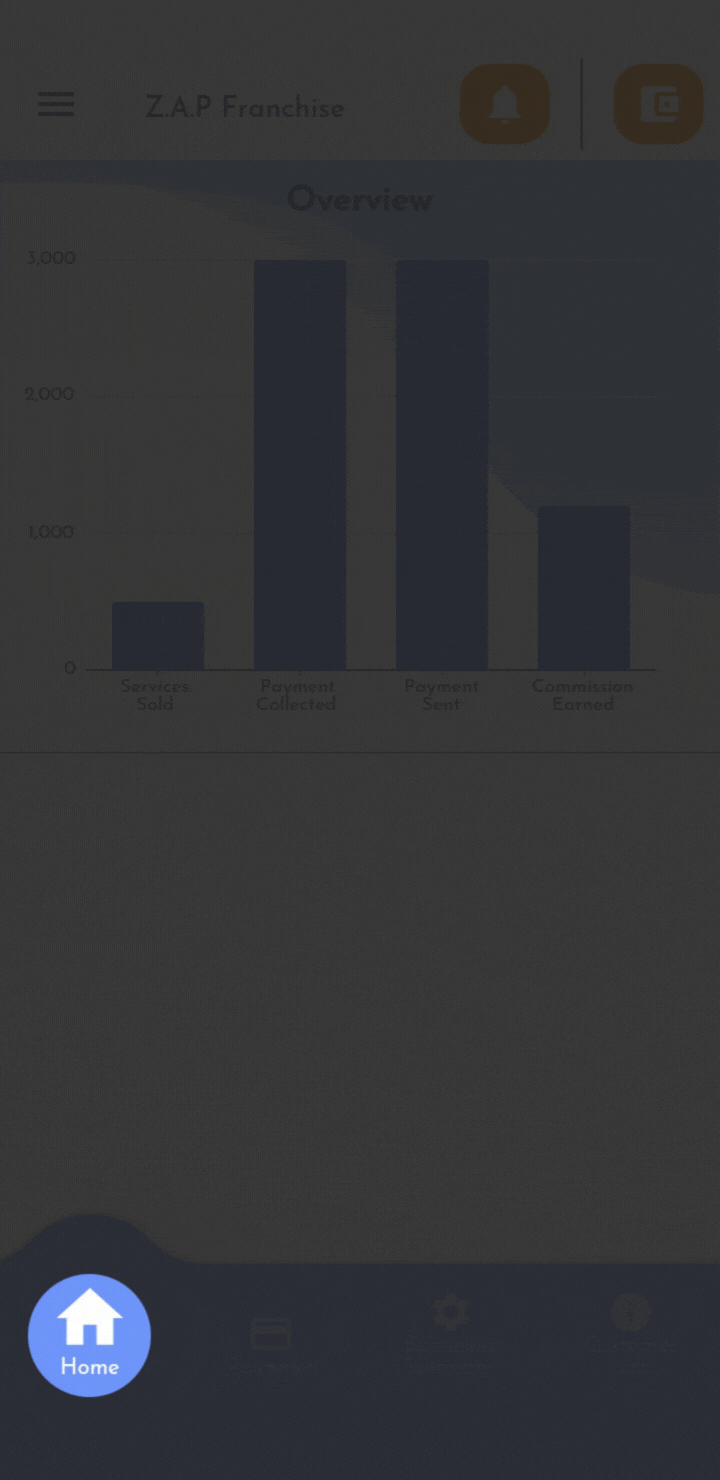 Z.A.P Franchise
Overview
3,000
2,000
1,000
0
Services
Sold
Payment
Collected
Payment
Sent
Commission
Earned
Home